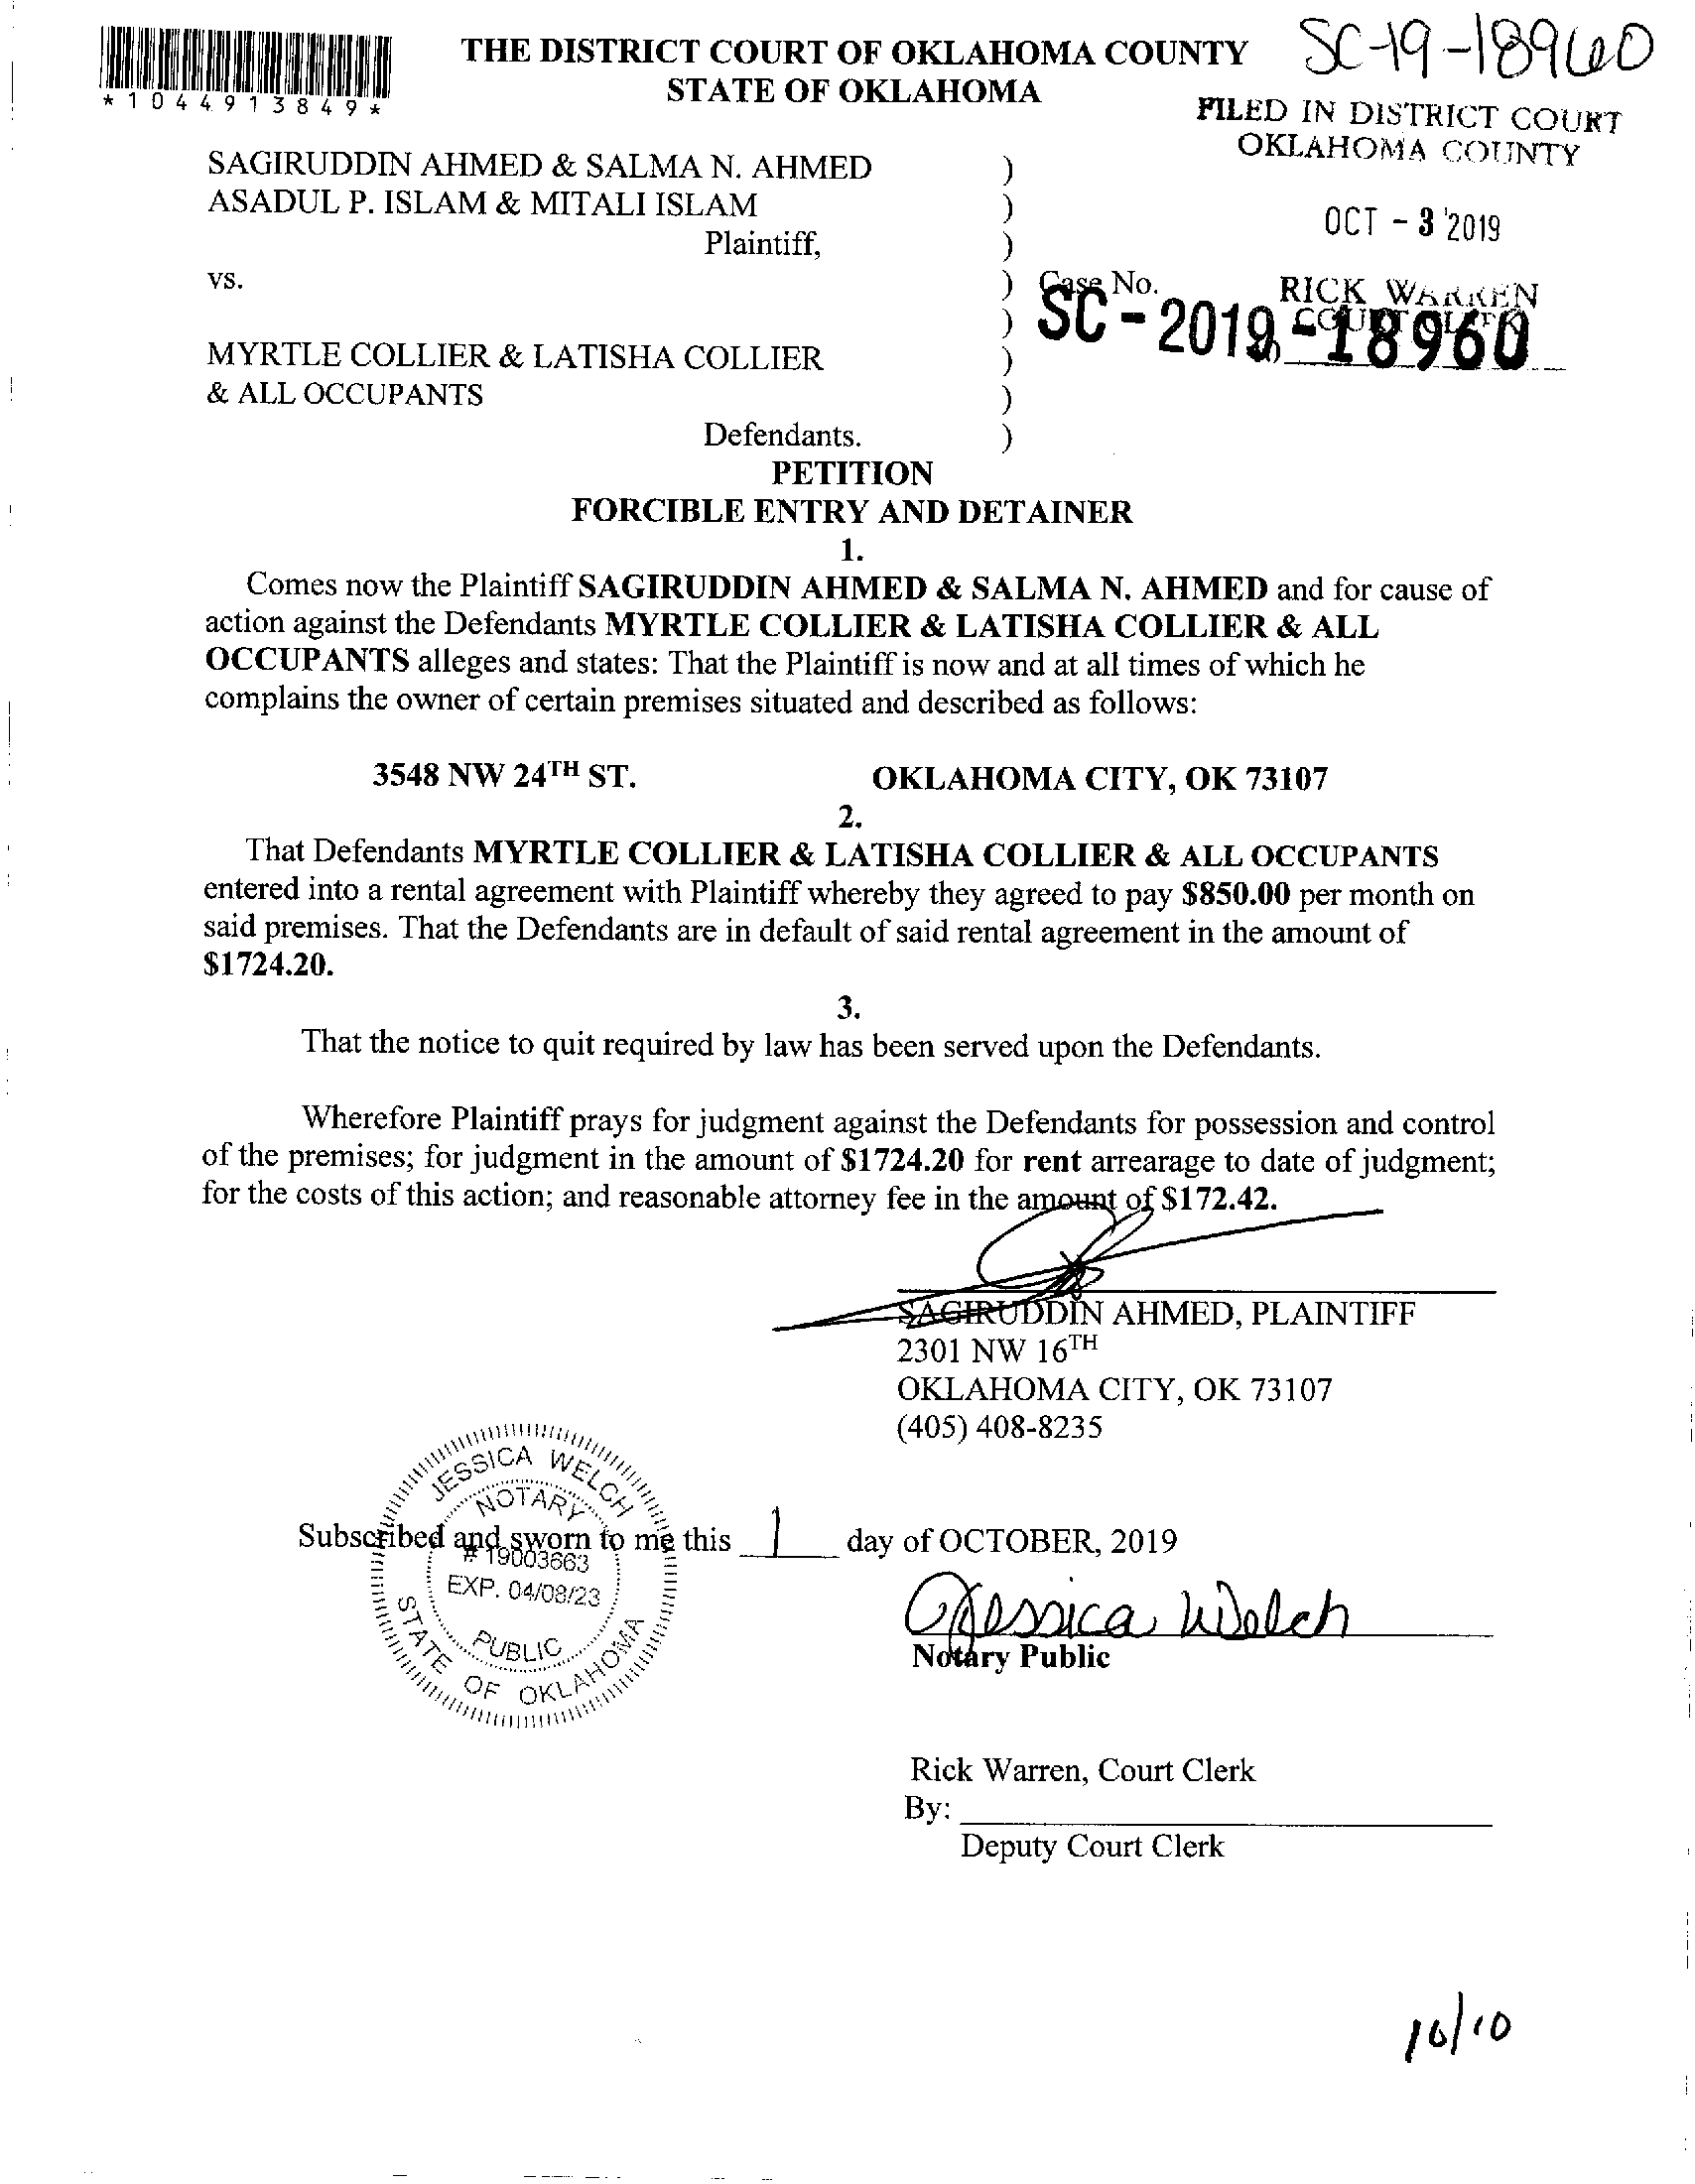 THE DISTRICT COURT OF OKLAHOMA COUNTY
STATE OF OKLAHOMA
SC-19-18960
*1044913849*
FILED IN DISTRICT COURT
OKLAHOMA COUNTY
OCT - 3 '2019
RICK WARREN
COURT CLERK
SAGIRUDDIN AHMED & SALMA N. AHMED )
ASADUL P. ISLAM & MITALI ISLAM )
Plaintiff, )
vs. ) Case No.
) SC - 2019 - 18960
MYRTLE COLLIER & LATISHA COLLIER )
& ALL OCCUPANTS )
Defendants. )
PETITION
FORCIBLE ENTRY AND DETAINER
1.
Comes now the Plaintiff SAGIRUDDIN AHMED & SALMA N. AHMED and for cause of
action against the Defendants MYRTLE COLLIER & LATISHA COLLIER & ALL
OCCUPANTS alleges and states: That the Plaintiff is now and at all times of which he
complains the owner of certain premises situated and described as follows:
3548 NW 24TH ST. OKLAHOMA CITY, OK 73107
2.
That Defendants MYRTLE COLLIER & LATISHA COLLIER & ALL OCCUPANTS
entered into a rental agreement with Plaintiff whereby they agreed to pay $850.00 per month on
said premises. That the Defendants are in default of said rental agreement in the amount of
$1724.20.
3.
That the notice to quit required by law has been served upon the Defendants.
Wherefore Plaintiff prays for judgment against the Defendants for possession and control
of the premises; for judgment in the amount of $1724.20 for rent arrearage to date of judgment;
for the costs of this action; and reasonable attorney fee in the amount of $172.42.
SAGIRUDDIN AHMED, PLAINTIFF
2301 NW 16TH
OKLAHOMA CITY, OK 73107
(405) 408-8235
JESSICA WELCH
NOTARY
# 19003663
EXP. 04/08/23
PUBLIC
STATE OF OKLAHOMA
Subscribed and sworn to me this 1 day of OCTOBER, 2019
Jessica Welch
Notary Public
Rick Warren, Court Clerk
By:
Deputy Court Clerk
10/10